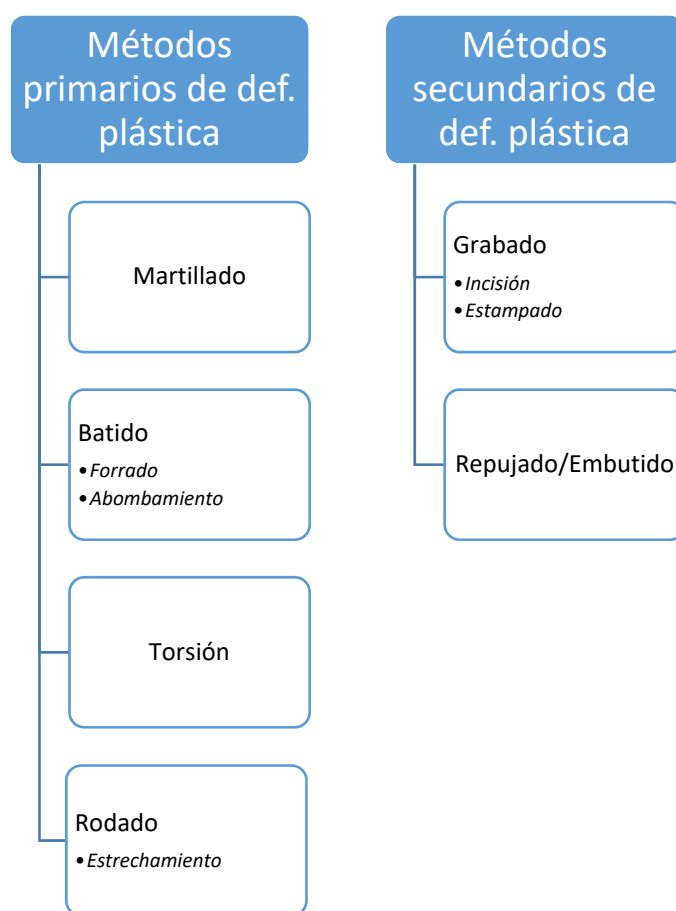 Métodos
primarios de def.
plástica
Martillado
Batido
•Forrado
•Abombamiento
Torsión
Rodado
•Estrechamiento
Métodos
secundarios de
def. plástica
Grabado
•Incisión
•Estampado
Repujado/Embutido